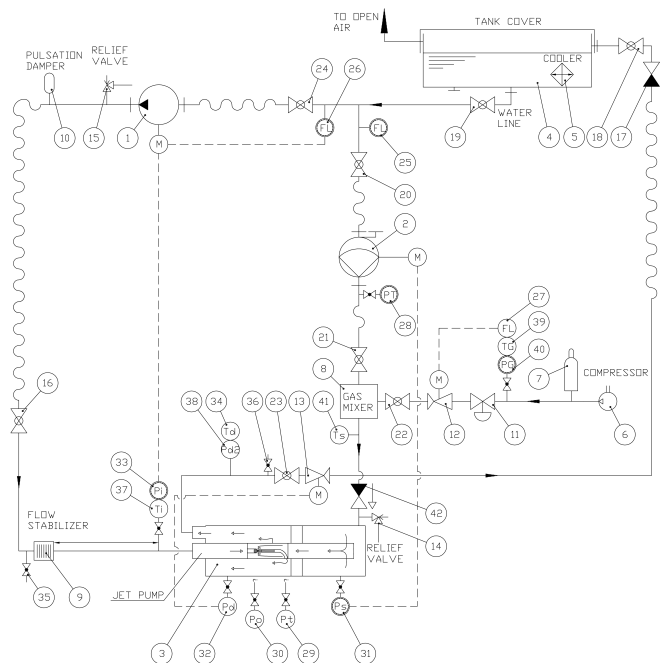 TO OPEN
AIR
TANK COVER
COOLER
WATER
LINE
PULSATION
DAMPER
RELIEF
VALVE
24
26
10
15
1
FL
FL
19
4
5
18
17
M
25
20
2
M
PT
28
27
FL
39
TG
40
PG
COMPRESSOR
7
21
16
8
GAS
MIXER
M
41
Ts
22
12
11
6
34
38
36
23
13
Td
Pd2
33
Pi
37
Ti
M
42
FLOW
STABILIZER
RELIEF
VALVE
14
35
9
JET PUMP
3
32
Pd
Po
30
Pt
29
Ps
31